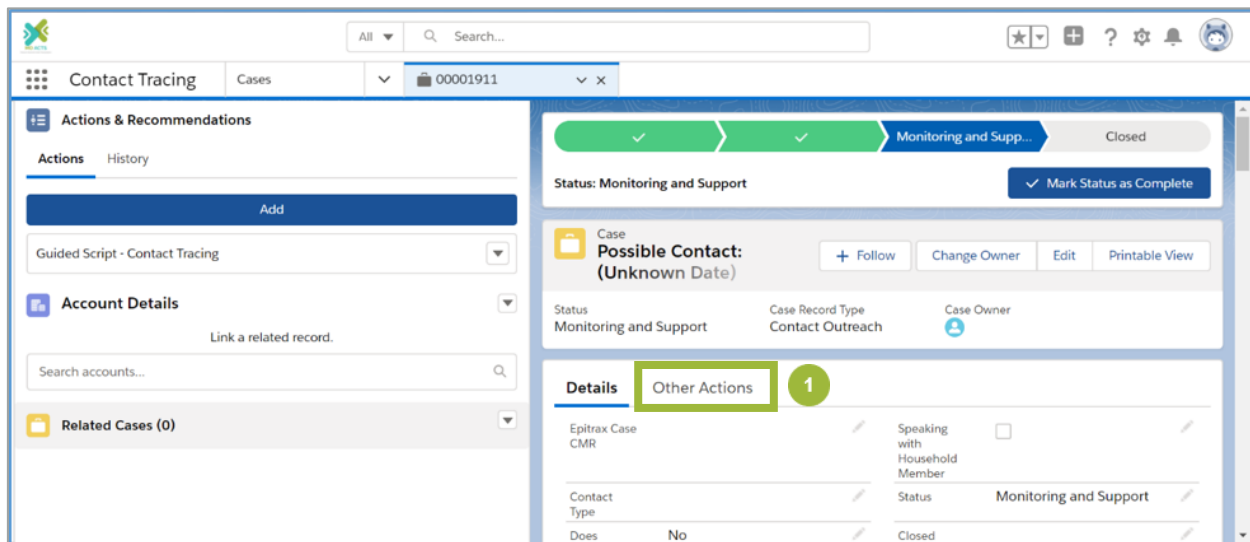 All
Search...
Contact Tracing
Cases
00001911
Actions & Recommendations
Actions
History
Add
Guided Script - Contact Tracing
Account Details
Link a related record.
Search accounts...
Related Cases (0)
Monitoring and Supp...
Closed
Status: Monitoring and Support
Mark Status as Complete
Case
Possible Contact:
(Unknown Date)
Follow
Change Owner
Edit
Printable View
Status
Monitoring and Support
Case Record Type
Contact Outreach
Case Owner
Details
Other Actions
1
Epitrax Case
CMR
Speaking
with
Household
Member
Contact
Type
Status
Monitoring and Support
Does
No
Closed